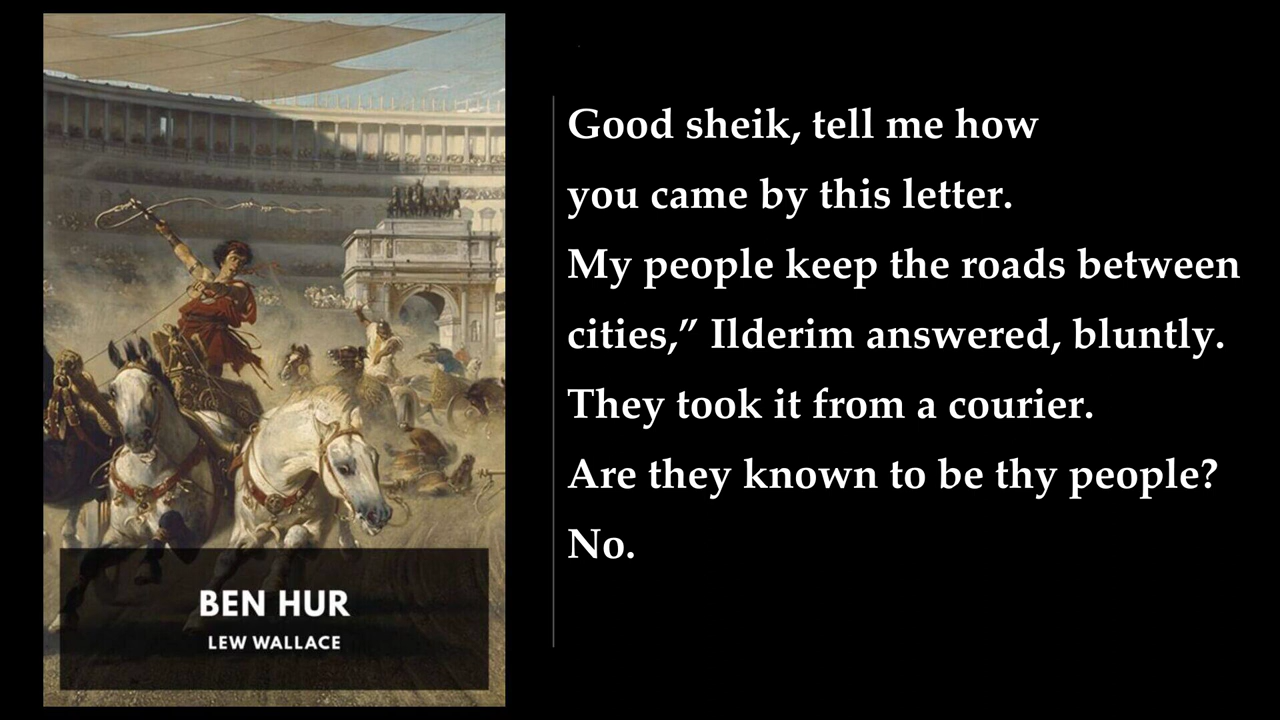 BEN HUR
LEW WALLACE
Good sheik, tell me how
you came by this letter.
My people keep the roads between
cities,” Ilderim answered, bluntly.
They took it from a courier.
Are they known to be thy people?
No.